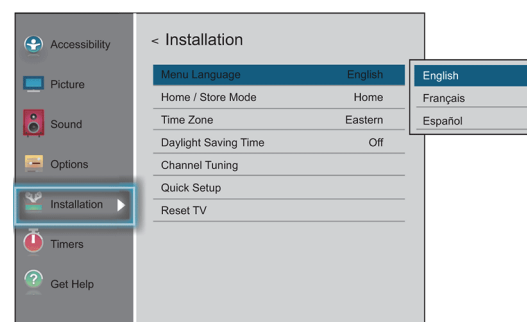 Accessibility
Picture
Sound
Options
Installation
Timers
Get Help
< Installation
Menu Language English
Home / Store Mode Home
Time Zone Eastern
Daylight Saving Time Off
Channel Tuning
Quick Setup
Reset TV
English
Français
Español